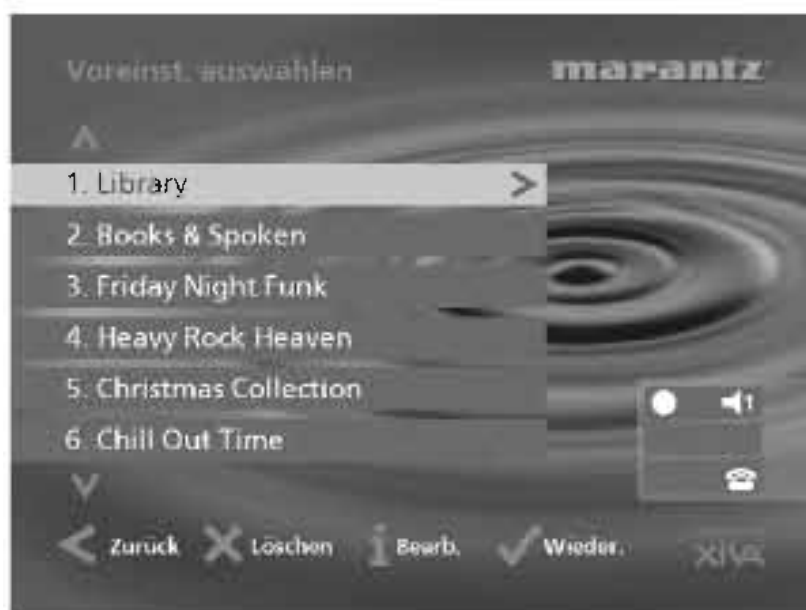 Voreinst. auswählen
marantz
1. Library
2. Books & Spoken
3. Friday Night Funk
4. Heavy Rock Heaven
5. Christmas Collection
6. Chill Out Time
1
Zurück Löschen Bearb. Wieder.
xiva